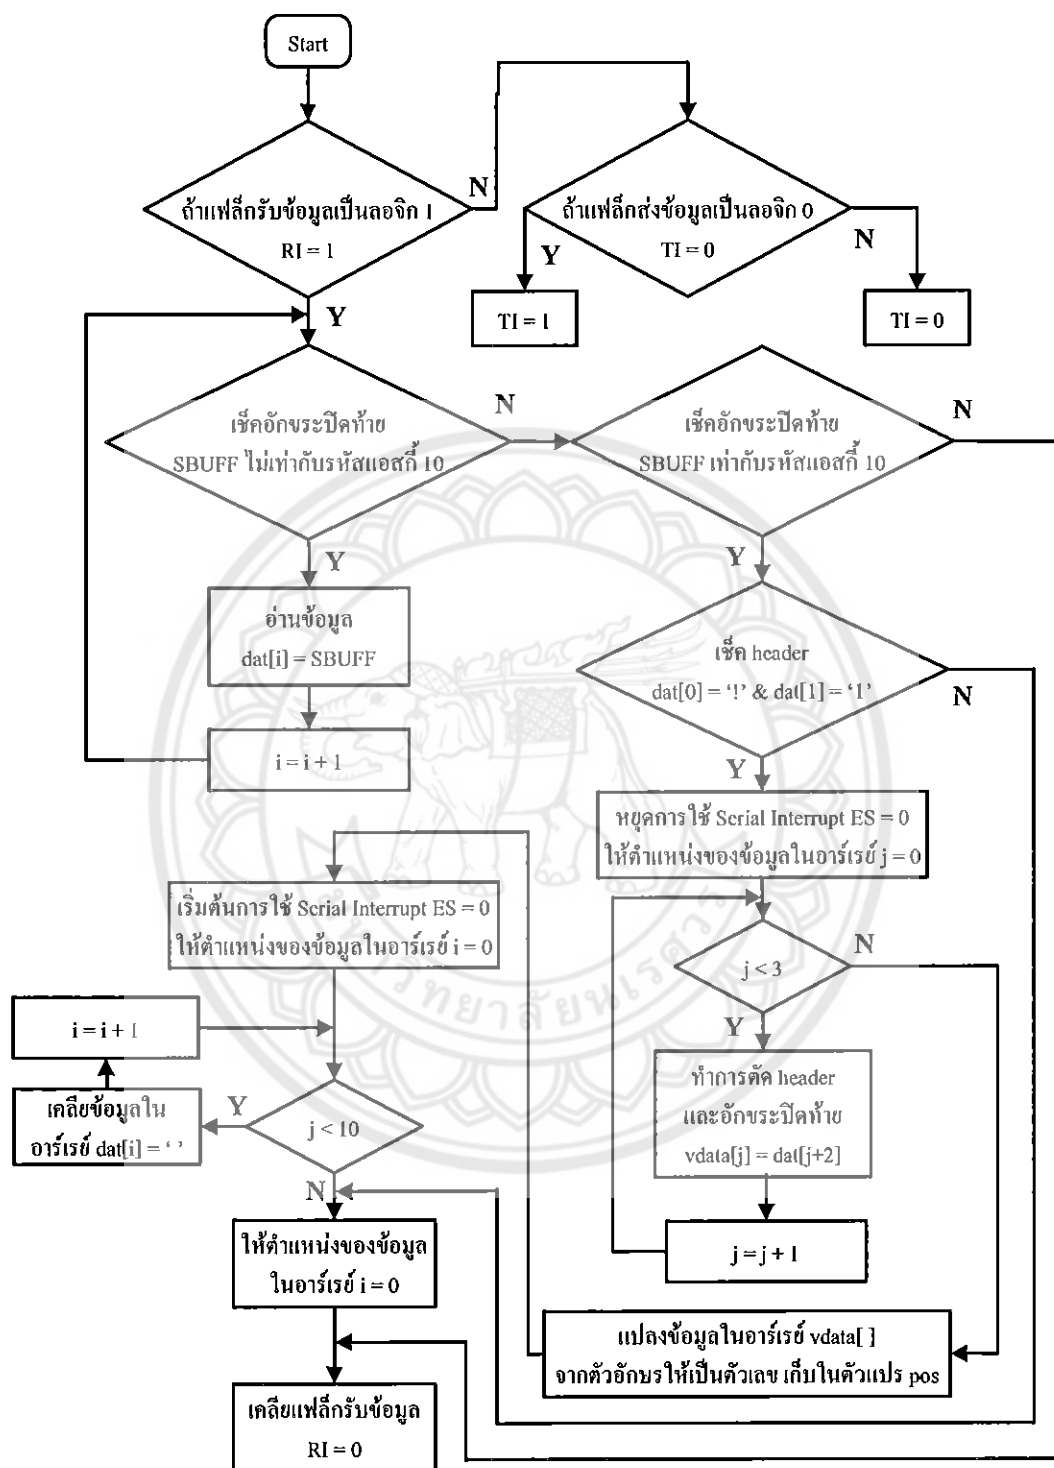 Start
ถ้าแฟล็กรับข้อมูลเป็นลอจิก 1
RI = 1
N
ถ้าแฟล็กส่งข้อมูลเป็นลอจิก 0
TI = 0
Y
N
TI = 1
TI = 0
Y
เช็คอักขระปิดท้าย
SBUFF ไม่เท่ากับรหัสแอสกี้ 10
N
เช็คอักขระปิดท้าย
SBUFF เท่ากับรหัสแอสกี้ 10
N
Y
Y
อ่านข้อมูล
dat[i] = SBUFF
i = i + 1
เช็ค header
dat[0] = ‘!’ & dat[1] = ‘1’
N
Y
หยุดการใช้ Serial Interrupt ES = 0
ให้ตำแหน่งของข้อมูลในอาร์เรย์ j = 0
เริ่มต้นการใช้ Serial Interrupt ES = 0
ให้ตำแหน่งของข้อมูลในอาร์เรย์ i = 0
j < 3
N
Y
i = i + 1
เคลียข้อมูลใน
อาร์เรย์ dat[i] = ‘ ’
Y
j < 10
N
ทำการตัด header
และอักขระปิดท้าย
vdata[j] = dat[j+2]
j = j + 1
ให้ตำแหน่งของข้อมูล
ในอาร์เรย์ i = 0
แปลงข้อมูลในอาร์เรย์ vdata[ ]
จากตัวอักษรให้เป็นตัวเลข เก็บในตัวแปร pos
เคลียแฟล็กรับข้อมูล
RI = 0